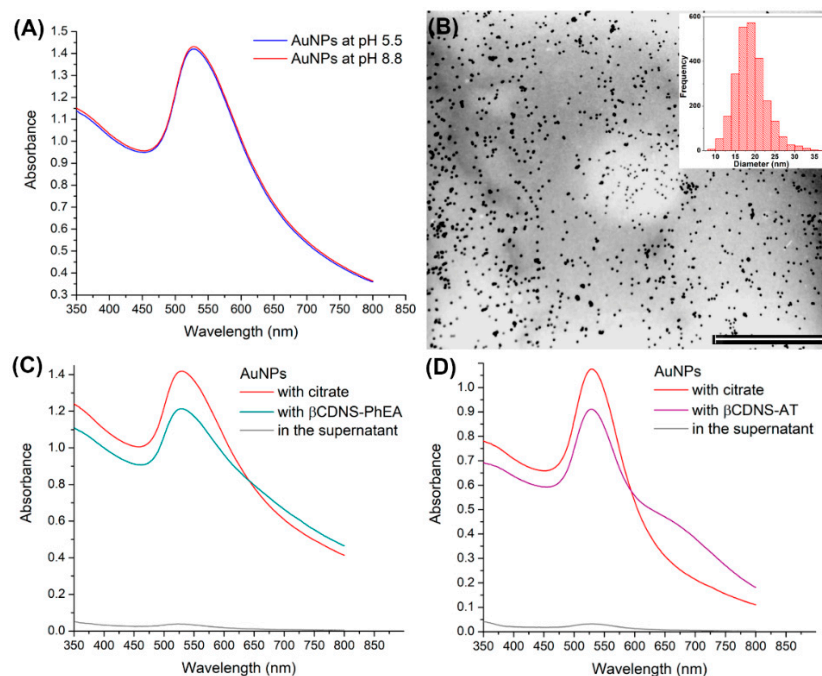 (A)
AuNPs at pH 5.5
AuNPs at pH 8.8
1.5
1.4
1.3
1.2
1.1
1.0
0.9
0.8
0.7
0.6
0.5
0.4
0.3
Absorbance
350 400 450 500 550 600 650 700 750 800 850
Wavelength (nm)
(B)
600
400
200
0
Frequency
10 15 20 25 30 35
Diameter (nm)
(C)
AuNPs
with citrate
with βCDNS-PhEA
in the supernatant
1.4
1.2
1.0
0.8
0.6
0.4
0.2
0.0
Absorbance
350 400 450 500 550 600 650 700 750 800 850
Wavelength (nm)
(D)
AuNPs
with citrate
with βCDNS-AT
in the supernatant
1.0
0.9
0.8
0.7
0.6
0.5
0.4
0.3
0.2
0.1
0.0
Absorbance
350 400 450 500 550 600 650 700 750 800 850
Wavelength (nm)